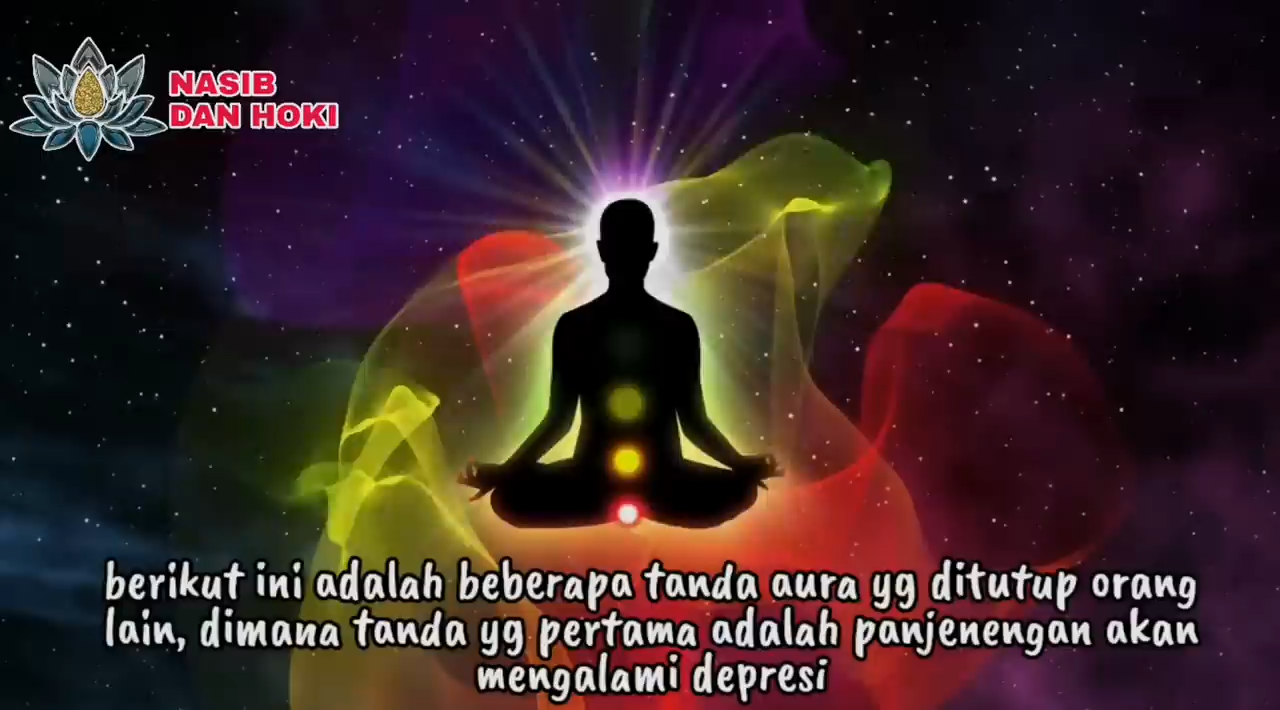 NASIB
DAN HOKI
berikut ini adalah beberapa tanda aura yg ditutup orang
lain, dimana tanda yg pertama adalah panjenengan akan
mengalami depresi